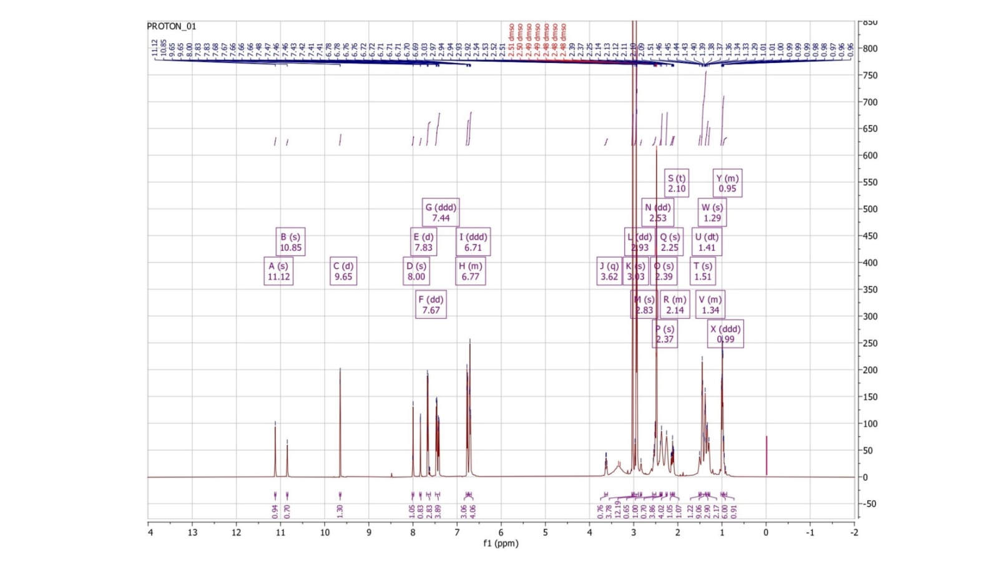 PROTON_01
11.12 10.85 9.65 9.65 8.00 7.83 7.83 7.68 7.67 7.66 7.66 7.66 7.48 7.47 7.46 7.46 7.43 7.42 7.41 7.41 6.78 6.78 6.76 6.76 6.72 6.72 6.71 6.71 6.71 6.70 6.69 3.03 2.97 2.94 2.94 2.93 2.92 2.54 2.53 2.52 2.51 2.51 dmso 2.50 dmso 2.49 dmso 2.49 dmso 2.48 dmso 2.48 dmso 2.48 dmso 2.39 2.37 2.25 2.14 2.13 2.12 2.11 2.10 2.09 1.51 1.46 1.45 1.44 1.43 1.40 1.39 1.38 1.37 1.36 1.34 1.33 1.29 1.01 1.01 1.00 0.99 0.99 0.99 0.98 0.98 0.97 0.96 0.96
850
800
750
700
650
600
S (t) Y (m)
2.10 0.95
550
G (ddd) N (dd) W (s)
7.44 2.53 1.29
500
B (s) E (d) I (ddd) L (dd) Q (s) U (dt)
10.85 7.83 6.71 2.93 2.25 1.41
450
A (s) C (d) D (s) H (m) J (q) K (s) O (s) T (s)
11.12 9.65 8.00 6.77 3.62 3.03 2.39 1.51
400
350
F (dd) M (s) R (m) V (m)
7.67 2.83 2.14 1.34
300
P (s) X (ddd)
2.37 0.99
250
200
150
100
50
0
-50
0.94 0.70 1.30 1.05 0.83 2.83 3.89 3.06 4.06 0.76 3.78 12.19 0.65 1.00 0.70 3.86 4.02 1.05 1.07 1.22 9.06 2.90 2.17 6.00 0.91
4 13 12 11 10 9 8 7 6 5 4 3 2 1 0 -1 -2
f1 (ppm)